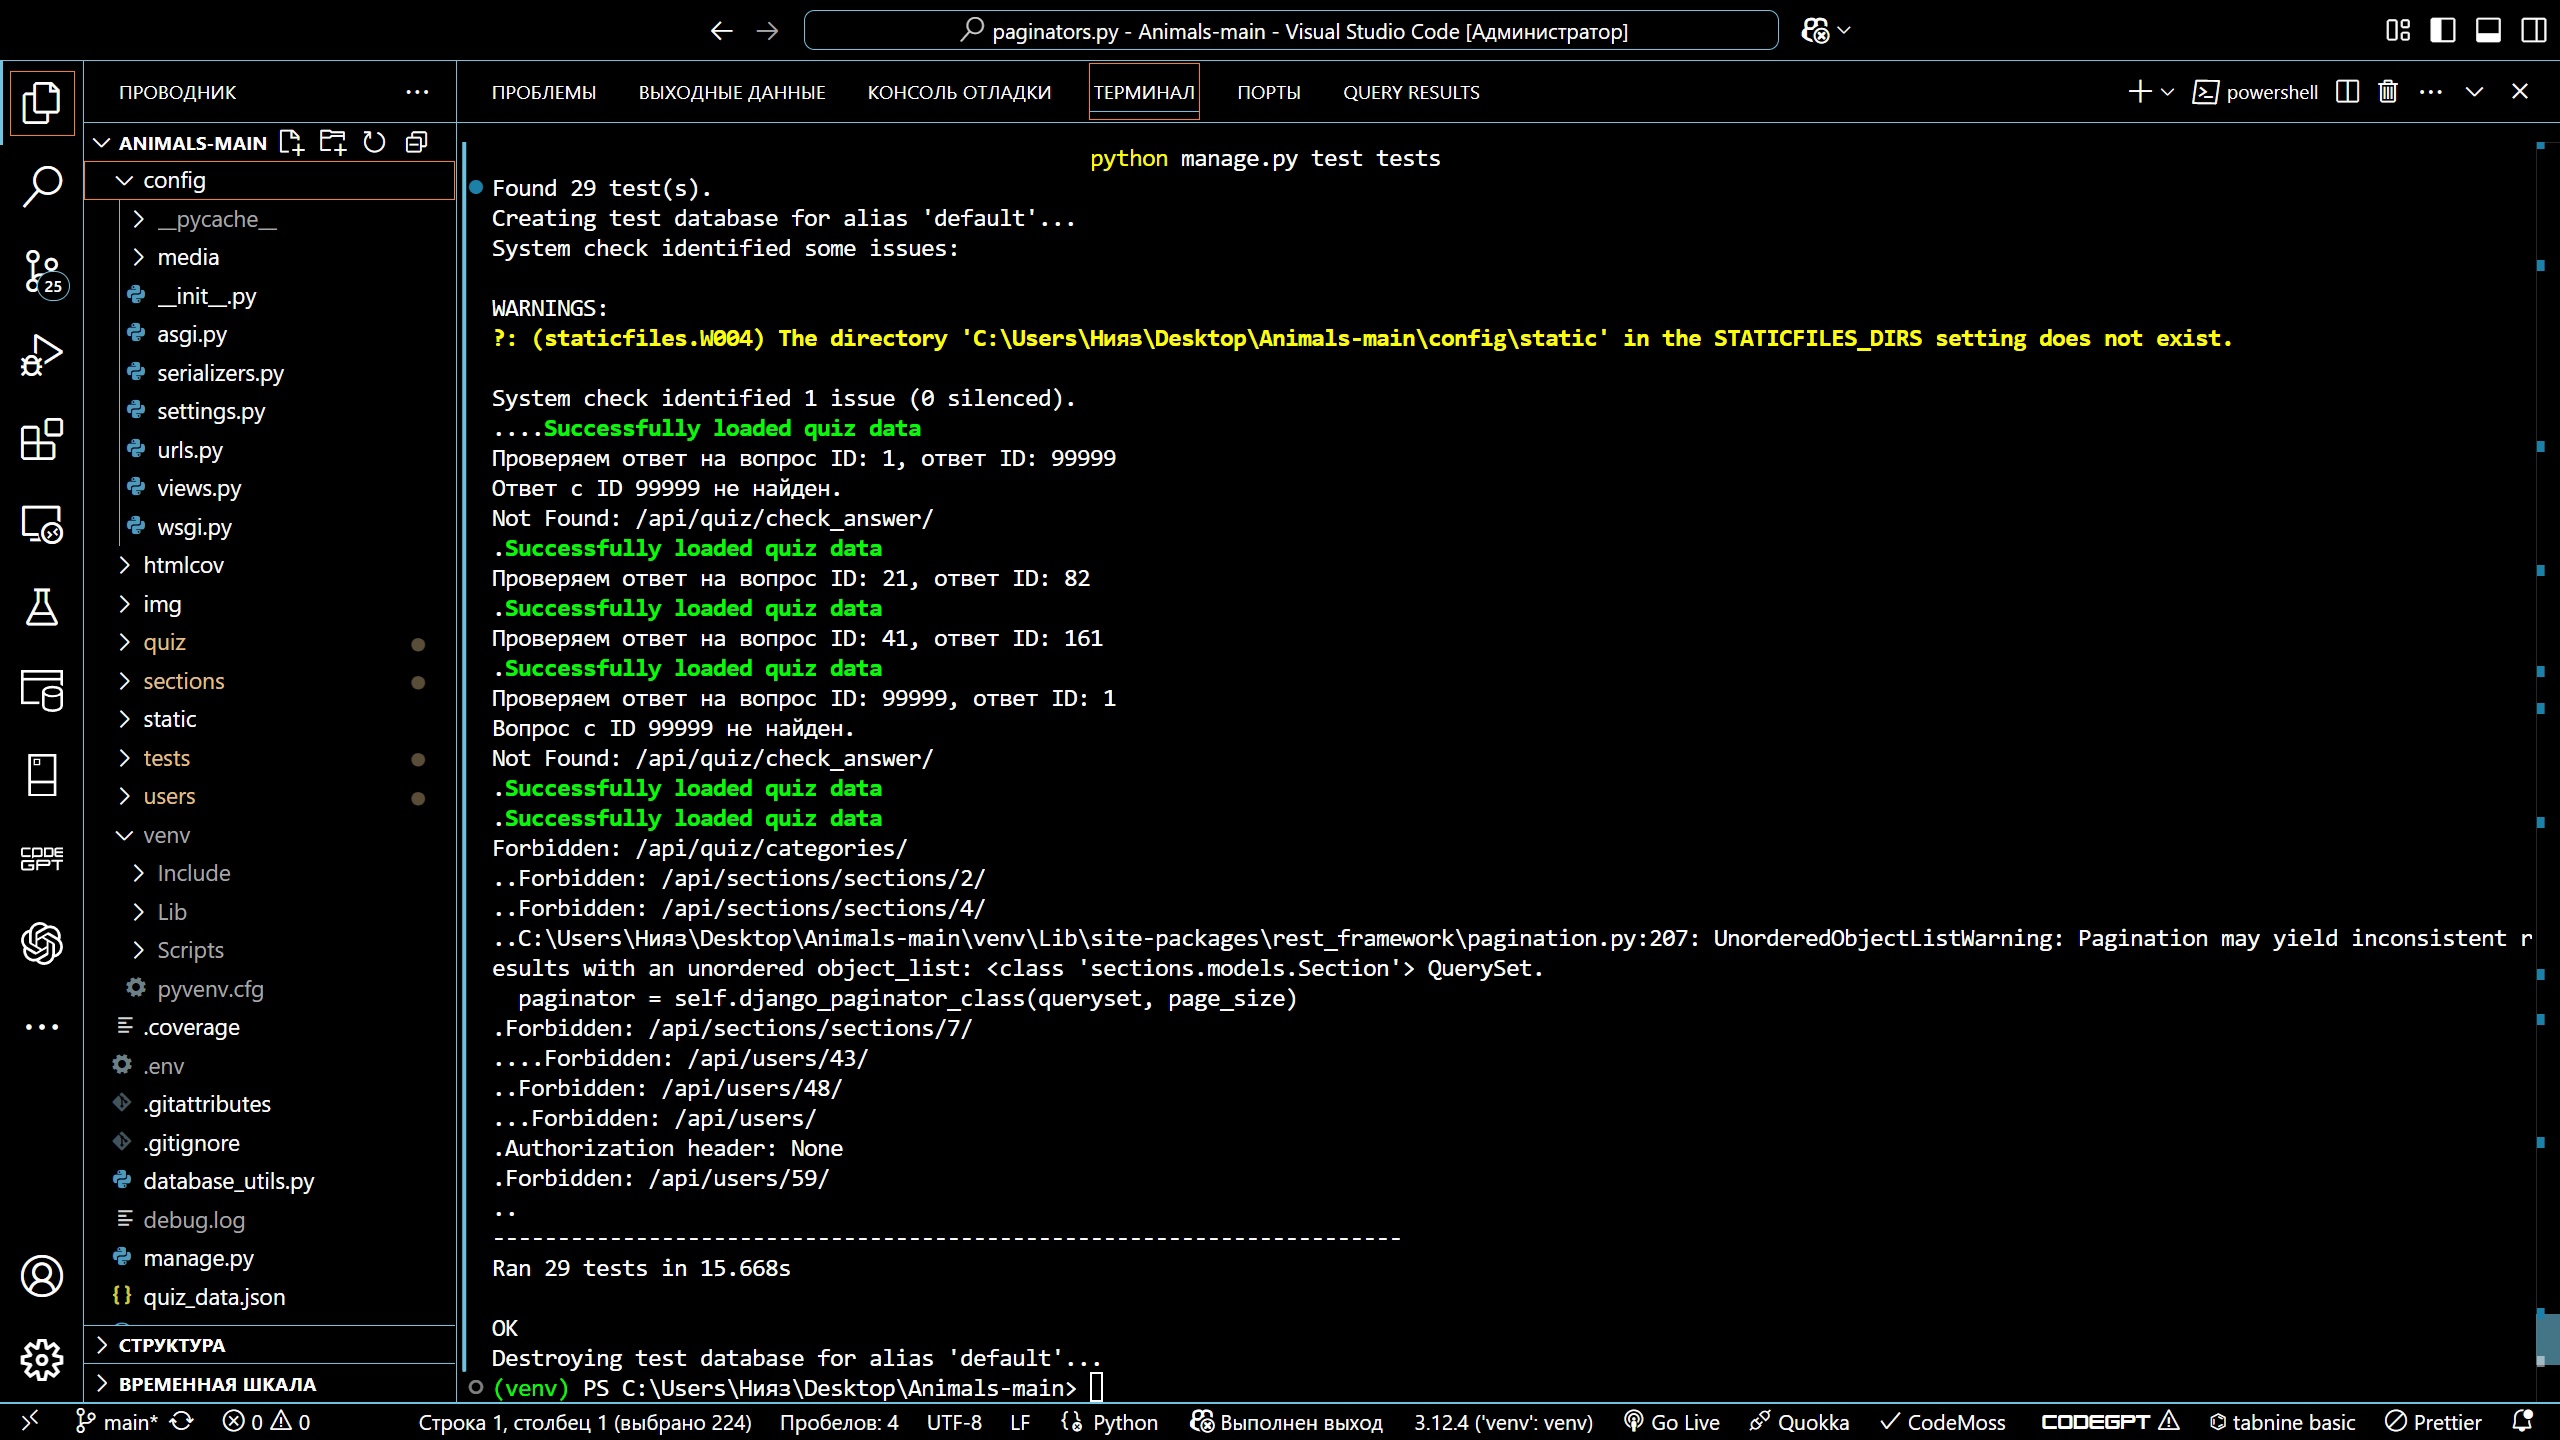 paginators.py - Animals-main - Visual Studio Code [Администратор]
ПРОВОДНИК
ANIMALS-MAIN
config
__pycache__
media
__init__.py
asgi.py
serializers.py
settings.py
urls.py
views.py
wsgi.py
htmlcov
img
quiz
sections
static
tests
users
venv
Include
Lib
Scripts
pyvenv.cfg
.coverage
.env
.gitattributes
.gitignore
database_utils.py
debug.log
manage.py
quiz_data.json
СТРУКТУРА
ВРЕМЕННАЯ ШКАЛА
25
CODE GPT
ПРОБЛЕМЫ ВЫХОДНЫЕ ДАННЫЕ КОНСОЛЬ ОТЛАДКИ ТЕРМИНАЛ ПОРТЫ QUERY RESULTS
powershell
python manage.py test tests
Found 29 test(s).
Creating test database for alias 'default'...
System check identified some issues:
WARNINGS:
?: (staticfiles.W004) The directory 'C:\Users\Нияз\Desktop\Animals-main\config\static' in the STATICFILES_DIRS setting does not exist.
System check identified 1 issue (0 silenced).
....Successfully loaded quiz data
Проверяем ответ на вопрос ID: 1, ответ ID: 99999
Ответ с ID 99999 не найден.
Not Found: /api/quiz/check_answer/
.Successfully loaded quiz data
Проверяем ответ на вопрос ID: 21, ответ ID: 82
.Successfully loaded quiz data
Проверяем ответ на вопрос ID: 41, ответ ID: 161
.Successfully loaded quiz data
Проверяем ответ на вопрос ID: 99999, ответ ID: 1
Вопрос с ID 99999 не найден.
Not Found: /api/quiz/check_answer/
.Successfully loaded quiz data
.Successfully loaded quiz data
Forbidden: /api/quiz/categories/
..Forbidden: /api/sections/sections/2/
..Forbidden: /api/sections/sections/4/
..C:\Users\Нияз\Desktop\Animals-main\venv\Lib\site-packages\rest_framework\pagination.py:207: UnorderedObjectListWarning: Pagination may yield inconsistent r
esults with an unordered object_list: <class 'sections.models.Section'> QuerySet.
paginator = self.django_paginator_class(queryset, page_size)
.Forbidden: /api/sections/sections/7/
....Forbidden: /api/users/43/
..Forbidden: /api/users/48/
...Forbidden: /api/users/
.Authorization header: None
.Forbidden: /api/users/59/
..
----------------------------------------------------------------------
Ran 29 tests in 15.668s
OK
Destroying test database for alias 'default'...
(venv) PS C:\Users\Нияз\Desktop\Animals-main>
main* 0 0 Строка 1, столбец 1 (выбрано 224) Пробелов: 4 UTF-8 LF Python Выполнен выход 3.12.4 ('venv': venv) Go Live Quokka CodeMoss CODEGPT tabnine basic Prettier